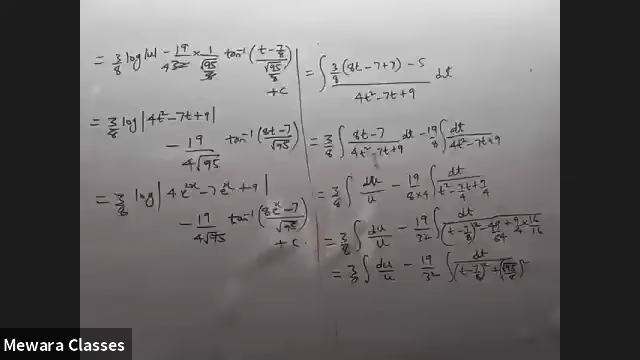 = ∫ 3/8 (8t - 7 + 7) - 5 / 4t² - 7t + 9 dt
= 3/8 ∫ 8t - 7 / 4t² - 7t + 9 dt - 19/8 ∫ dt / 4t² - 7t + 9
= 3/8 ∫ du/u - 19/8×4 ∫ dt / t² - 7/4 t + 9/4
= 3/8 ∫ du/u - 19/32 ∫ dt / (t - 7/8)² - 49/64 + 9/4 × 16/16
= 3/8 ∫ du/u - 19/32 ∫ dt / (t - 7/8)² + (√95/8)²
= 3/8 log |u| - 19/32 × 1 / √95/8 tan⁻¹ (t - 7/8 / √95/8) + c
= 3/8 log |4t² - 7t + 9|
- 19 / 4√95 tan⁻¹ (8t - 7 / √95)
= 3/8 log |4e²ˣ - 7eˣ + 9|
- 19 / 4√95 tan⁻¹ (8eˣ - 7 / √95) + c
Mewara Classes